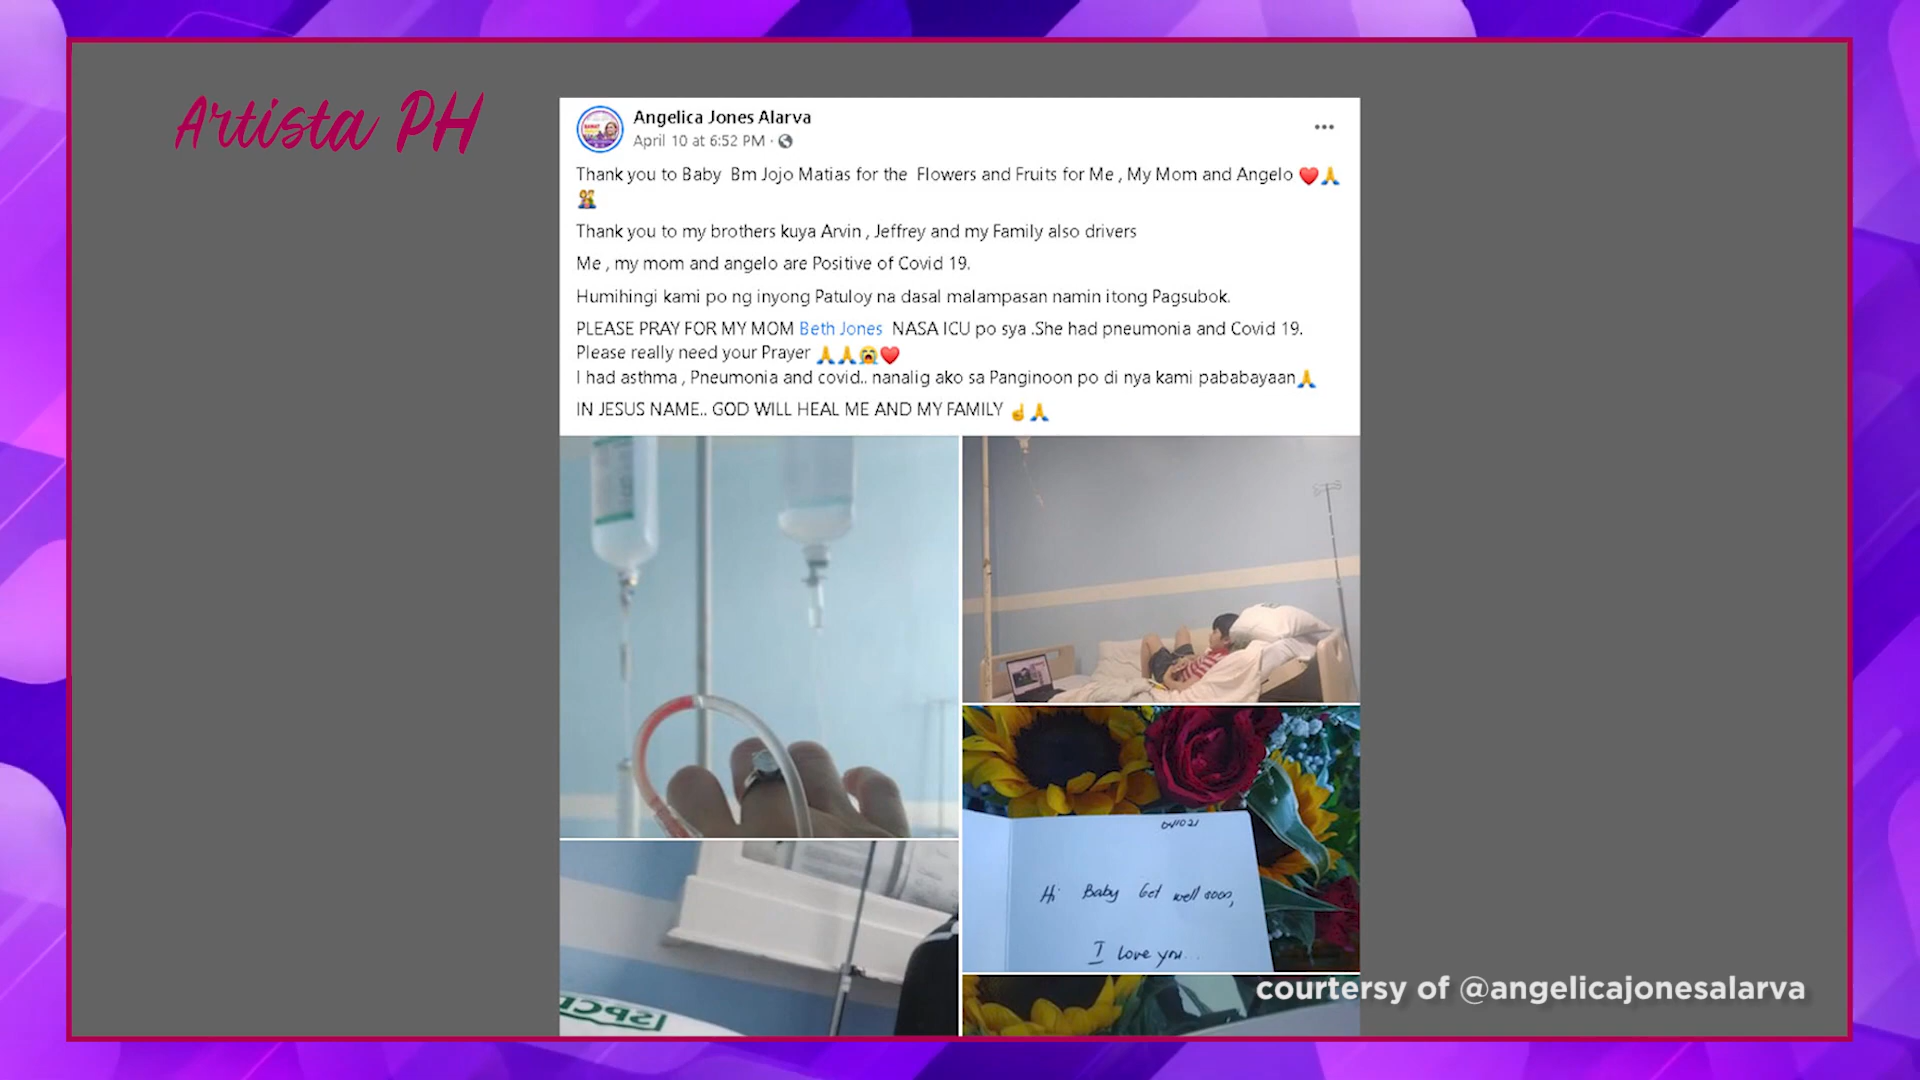 Artista PH
Angelica Jones Alarva
April 10 at 6:52 PM ·
Thank you to Baby Bm Jojo Matias for the Flowers and Fruits for Me , My Mom and Angelo ❤️🙏
👫
Thank you to my brothers kuya Arvin , Jeffrey and my Family also drivers
Me , my mom and angelo are Positive of Covid 19.
Humihingi kami po ng inyong Patuloy na dasal malampasan namin itong Pagsubok.
PLEASE PRAY FOR MY MOM Beth Jones NASA ICU po sya .She had pneumonia and Covid 19.
Please really need your Prayer 🙏🙏😭❤️
I had asthma , Pneumonia and covid.. nanalig ako sa Panginoon po di nya kami pababayaan🙏
IN JESUS NAME.. GOD WILL HEAL ME AND MY FAMILY ☝️🙏
041021
Hi Baby Get well soon,
I love you...
courtersy of @angelicajonesalarva